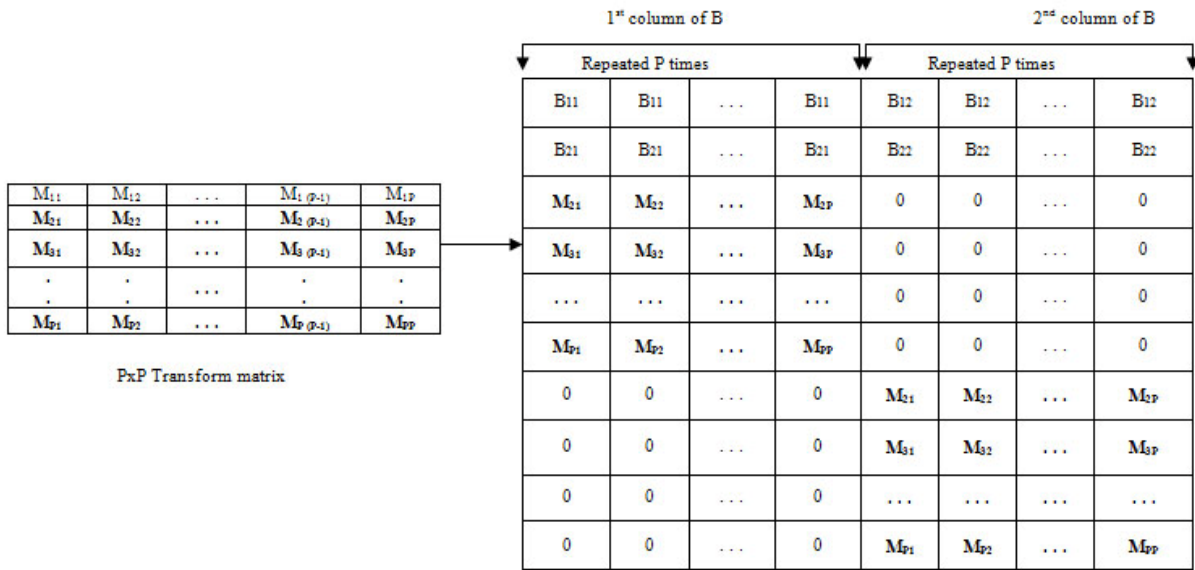 1st column of B 2nd column of B
Repeated P times Repeated P times
B11 B11 . . . B11 B12 B12 . . . B12
B21 B21 . . . B21 B22 B22 . . . B22
M21 M22 . . . M2P 0 0 . . . 0
M31 M32 . . . M3P 0 0 . . . 0
. . . . . . . . . . . . 0 0 . . . 0
MP1 MP2 . . . MPP 0 0 . . . 0
0 0 . . . 0 M21 M22 . . . M2P
0 0 . . . 0 M31 M32 . . . M3P
0 0 . . . 0 . . . . . . . . . . . .
0 0 . . . 0 MP1 MP2 . . . MPP
M11 M12 . . . M1 (P-1) M1P
M21 M22 . . . M2 (P-1) M2P
M31 M32 . . . M3 (P-1) M3P
. . . . . . .
. . . .
MP1 MP2 . . . MP (P-1) MPP
PxP Transform matrix